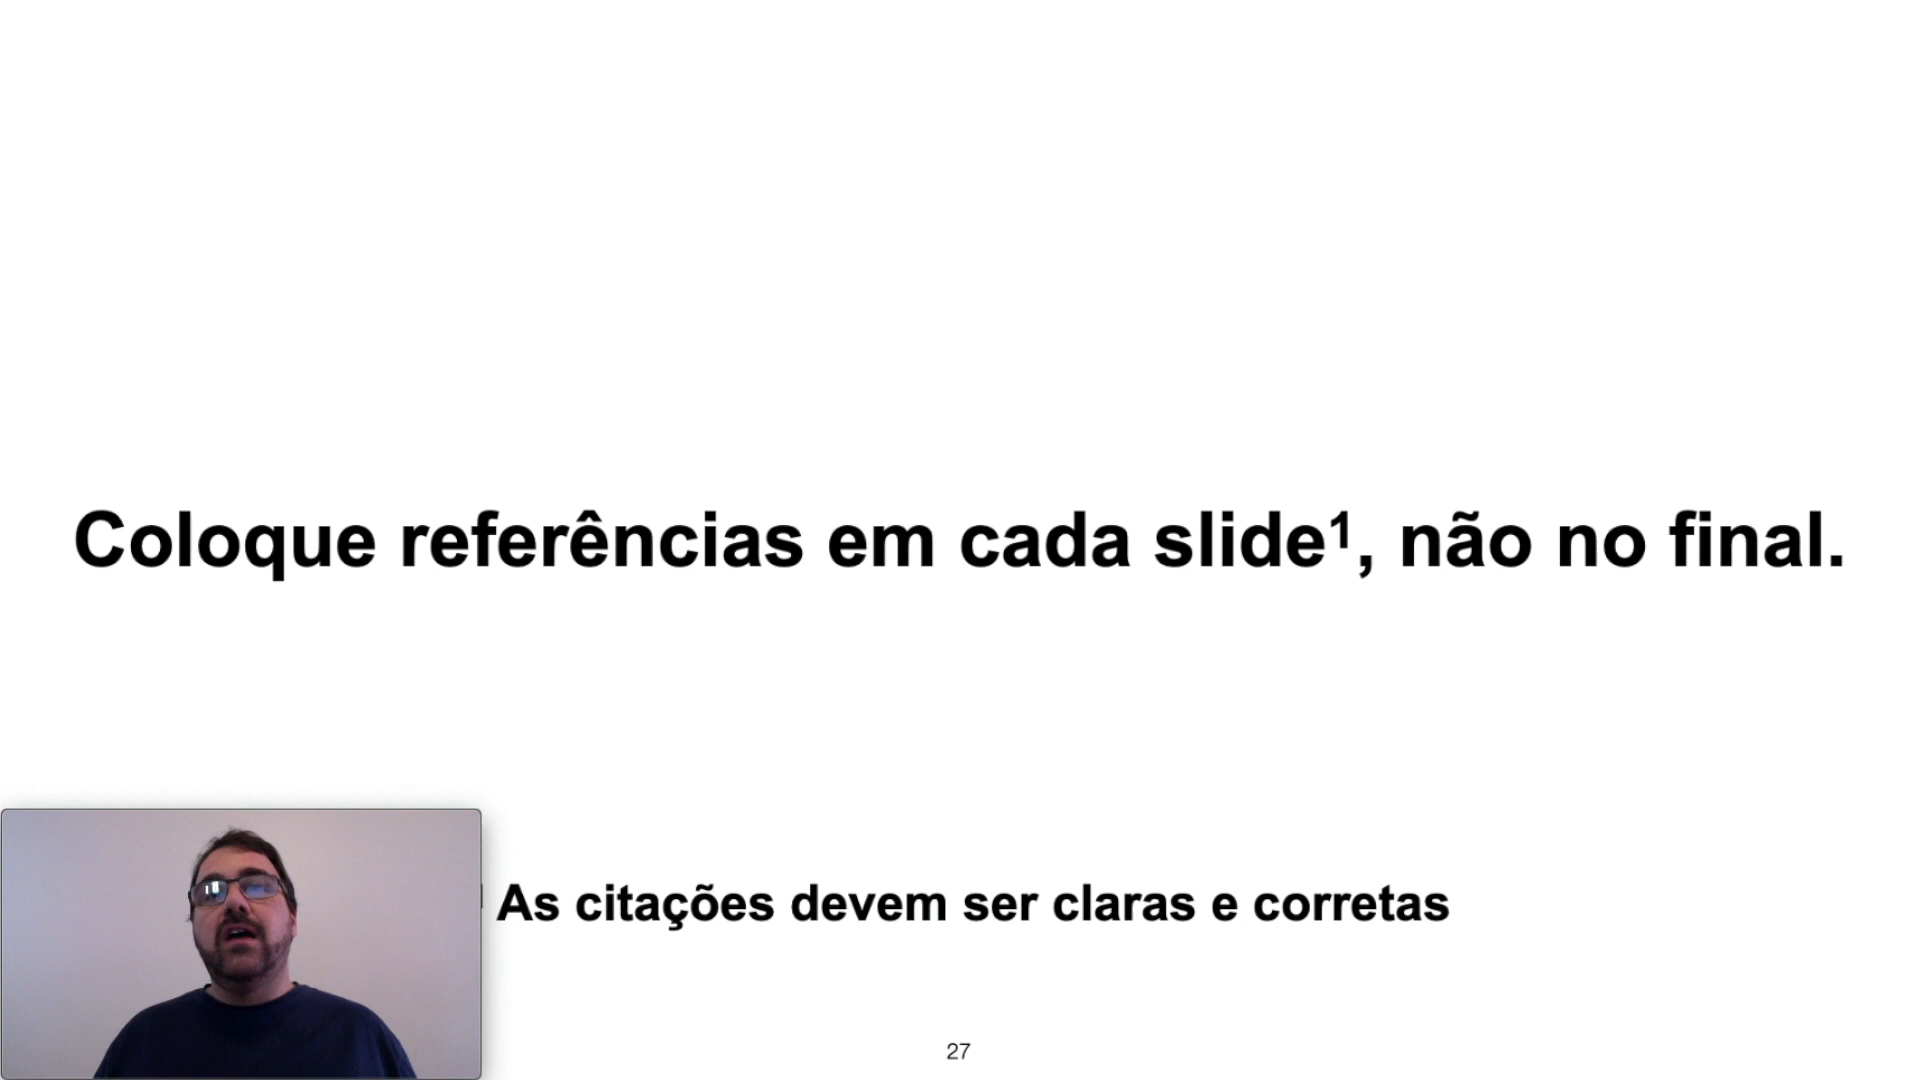 Coloque referências em cada slide¹, não no final.
As citações devem ser claras e corretas
27